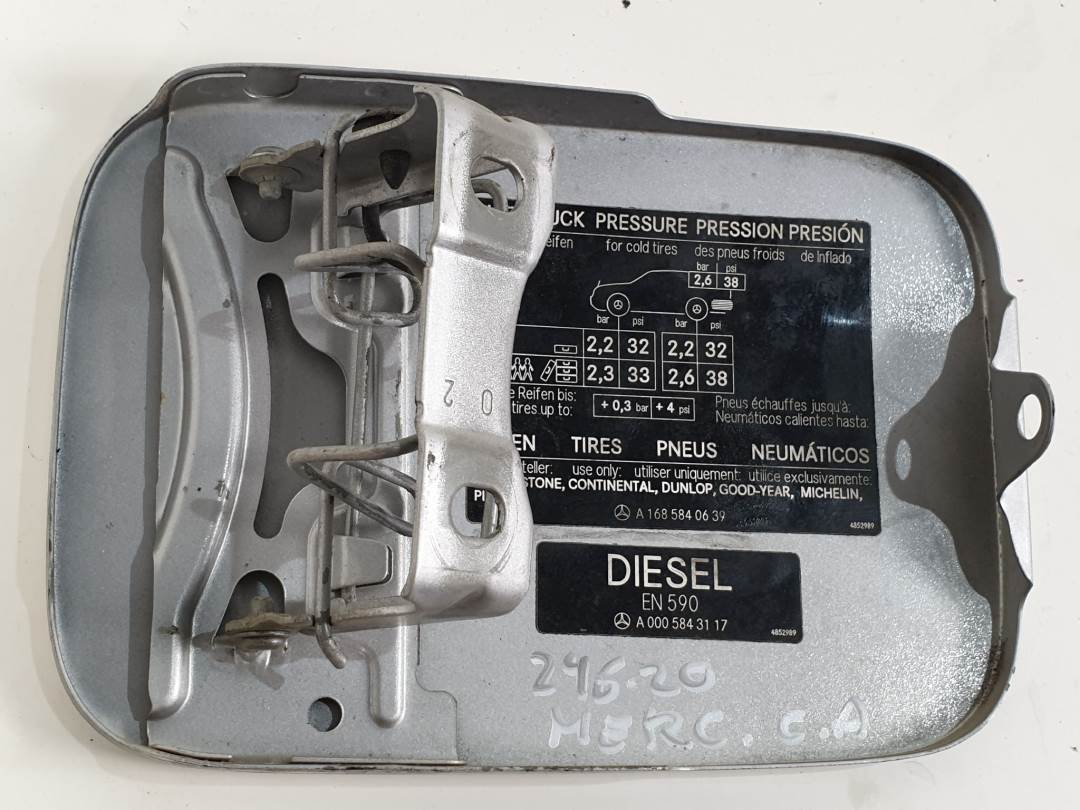 UCK PRESSURE PRESSION PRESIÓN
eifen for cold tires des pneus froids de Inflado
bar psi
2,6 38
bar psi bar psi
2,2 32 2,2 32
2,3 33 2,6 38
e Reifen bis: Pneus échauffes jusqu'à:
tires up to: + 0,3 bar + 4 psi Neumáticos calientes hasta:
EN TIRES PNEUS NEUMÁTICOS
teller: use only: utiliser uniquement: utilice exclusivamente:
STONE, CONTINENTAL, DUNLOP, GOOD-YEAR, MICHELIN,
A 168 584 06 39 4852989
DIESEL
EN 590
A 000 584 31 17 4852989
246-20
MERC. C.A
02